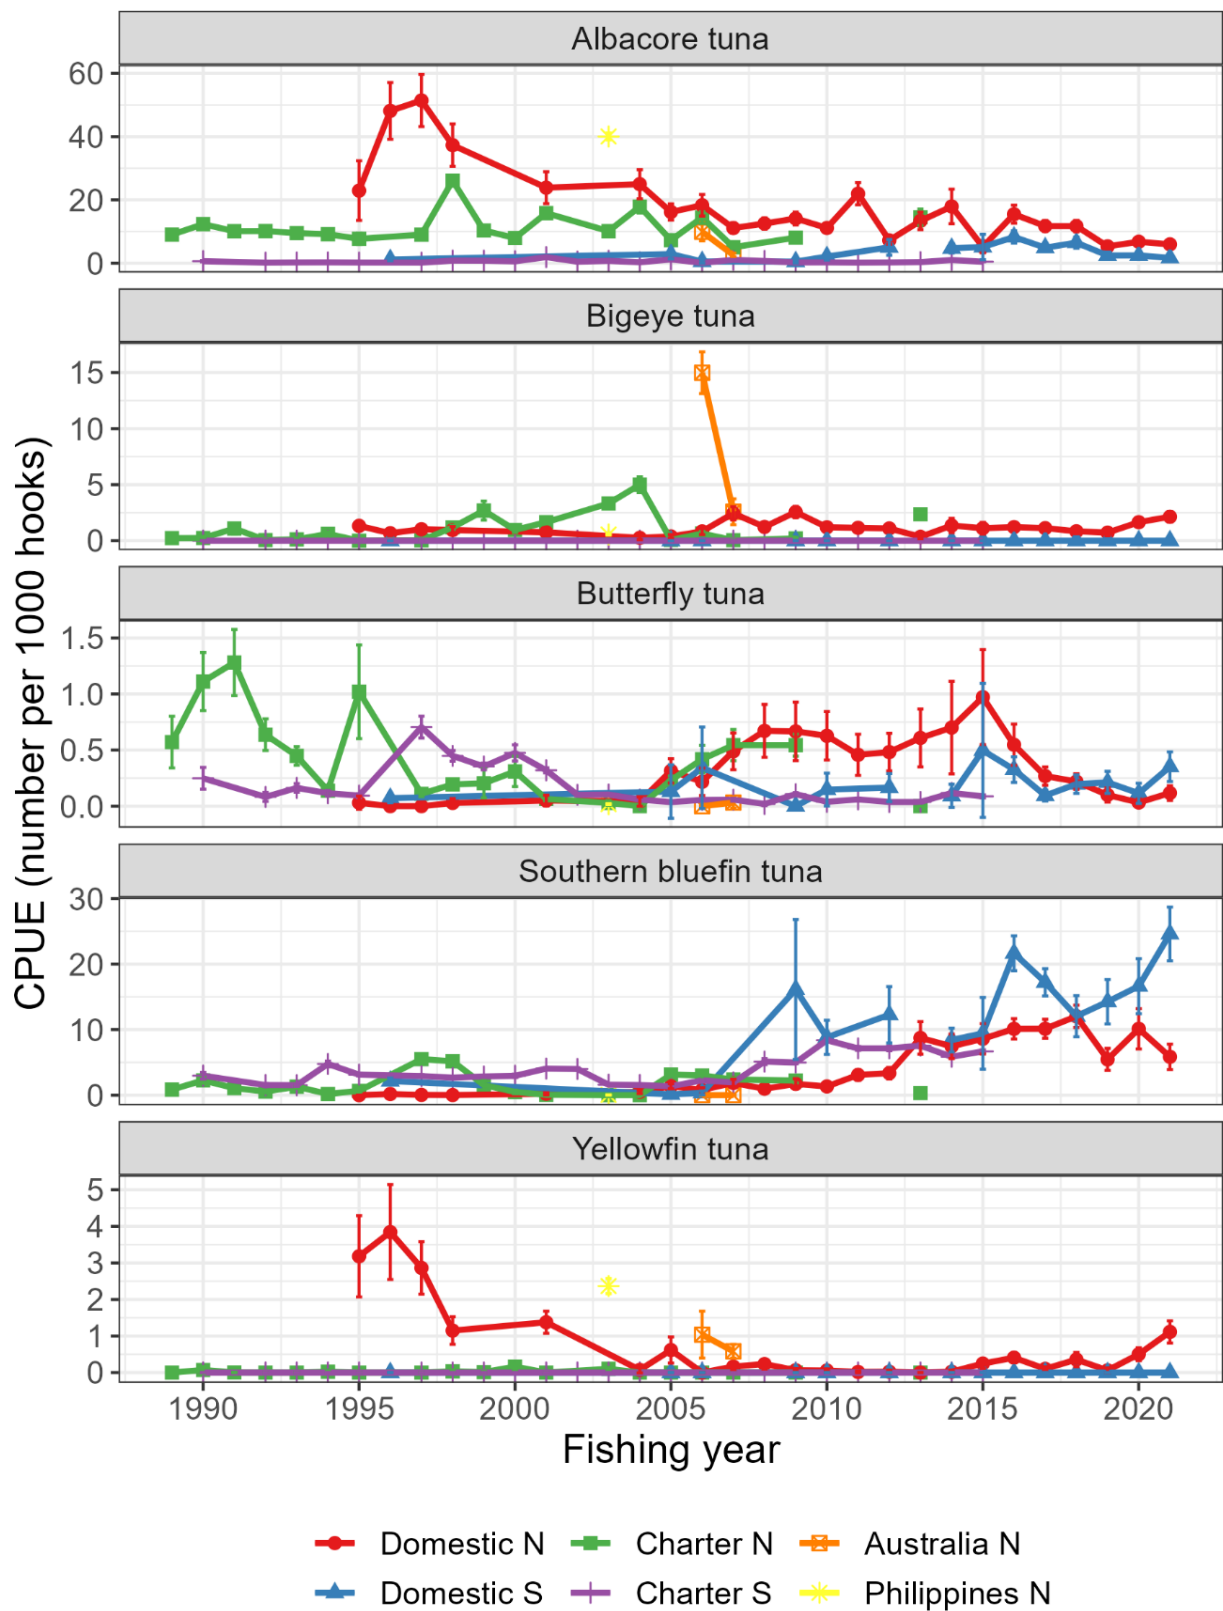 Albacore tuna
60
40
20
0
Bigeye tuna
15
10
5
0
Butterfly tuna
1.5
1.0
0.5
0.0
Southern bluefin tuna
30
20
10
0
Yellowfin tuna
5
4
3
2
1
0
CPUE (number per 1000 hooks)
1990 1995 2000 2005 2010 2015 2020
Fishing year
Domestic N Charter N Australia N
Domestic S Charter S Philippines N